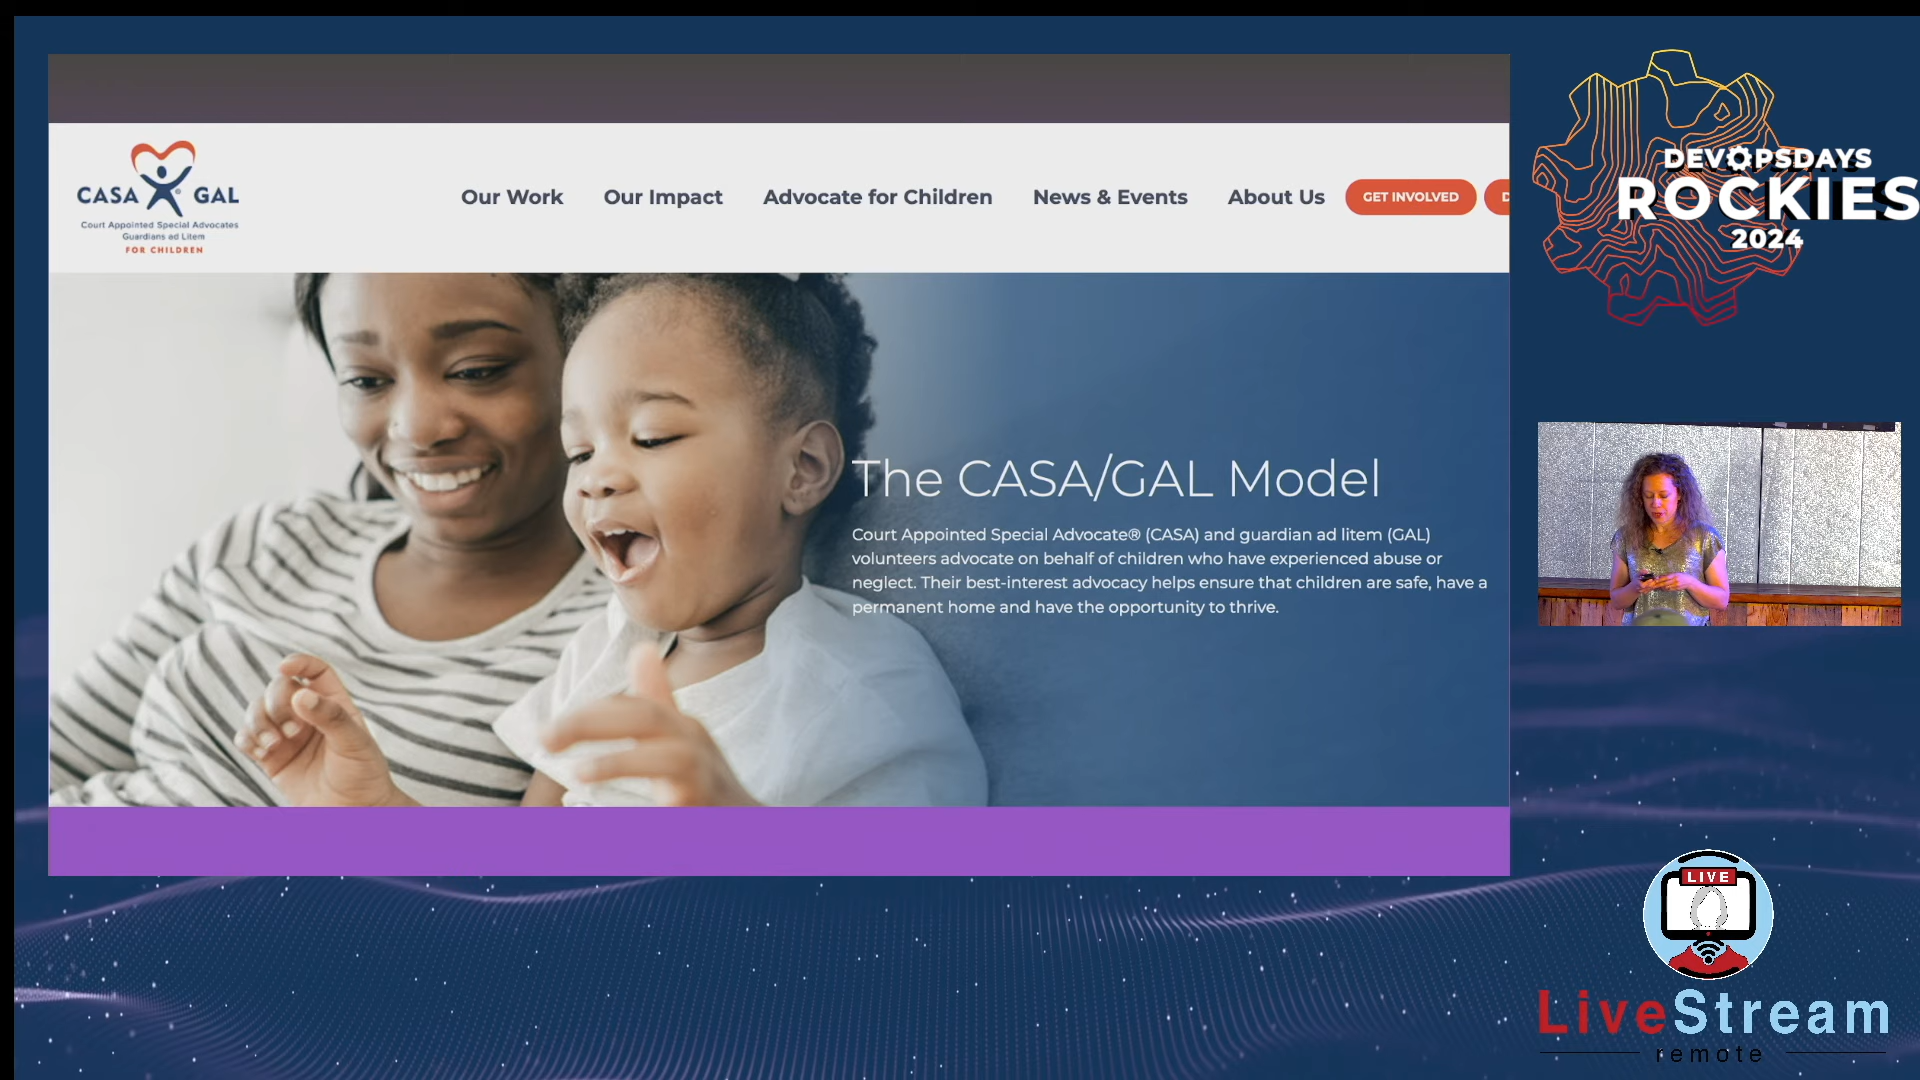 CASA GAL
Court Appointed Special Advocates
Guardians ad Litem
FOR CHILDREN
Our Work
Our Impact
Advocate for Children
News & Events
About Us
GET INVOLVED
D
The CASA/GAL Model
Court Appointed Special Advocate® (CASA) and guardian ad litem (GAL)
volunteers advocate on behalf of children who have experienced abuse or
neglect. Their best-interest advocacy helps ensure that children are safe, have a
permanent home and have the opportunity to thrive.
DEVOPSDAYS
ROCKIES
2024
LIVE
LiveStream
remote